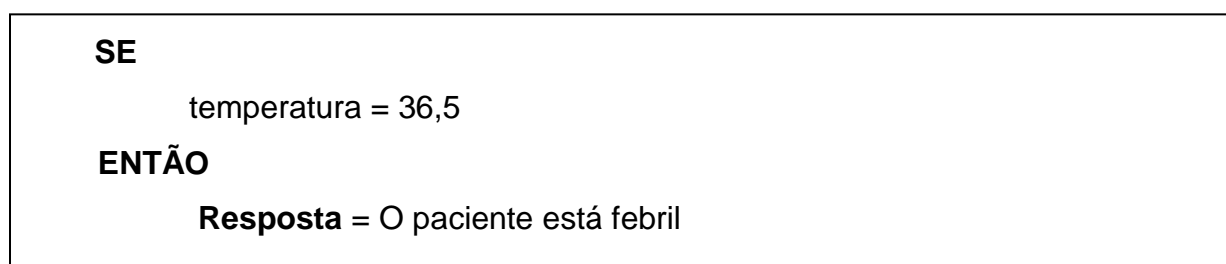 SE
temperatura = 36,5
ENTÃO
Resposta = O paciente está febril